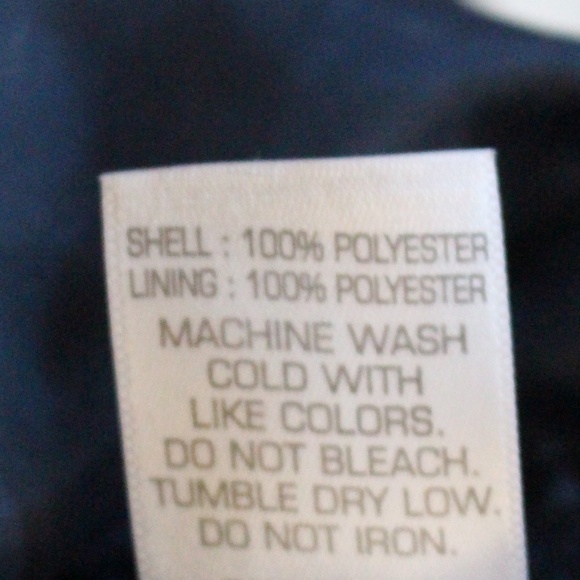 SHELL : 100% POLYESTER
LINING : 100% POLYESTER
MACHINE WASH
COLD WITH
LIKE COLORS.
DO NOT BLEACH.
TUMBLE DRY LOW.
DO NOT IRON.